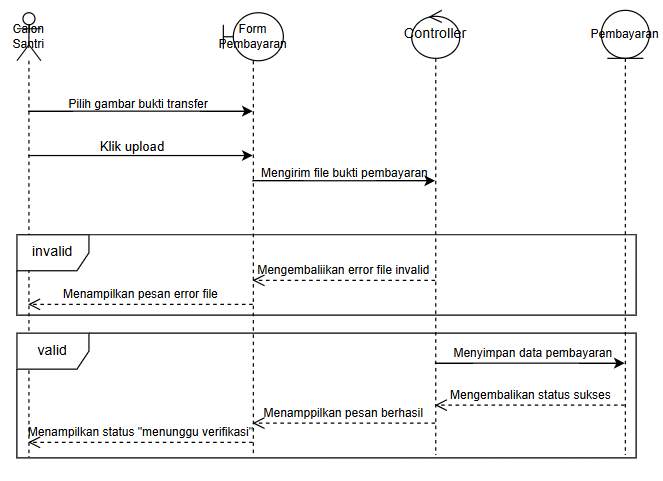 Calon
Santri
Form
Pembayaran
Controller
Pembayaran
Pilih gambar bukti transfer
Klik upload
Mengirim file bukti pembayaran
invalid
Mengembaliikan error file invalid
Menampilkan pesan error file
valid
Menyimpan data pembayaran
Mengembalikan status sukses
Menamppilkan pesan berhasil
Menampilkan status "menunggu verifikasi"